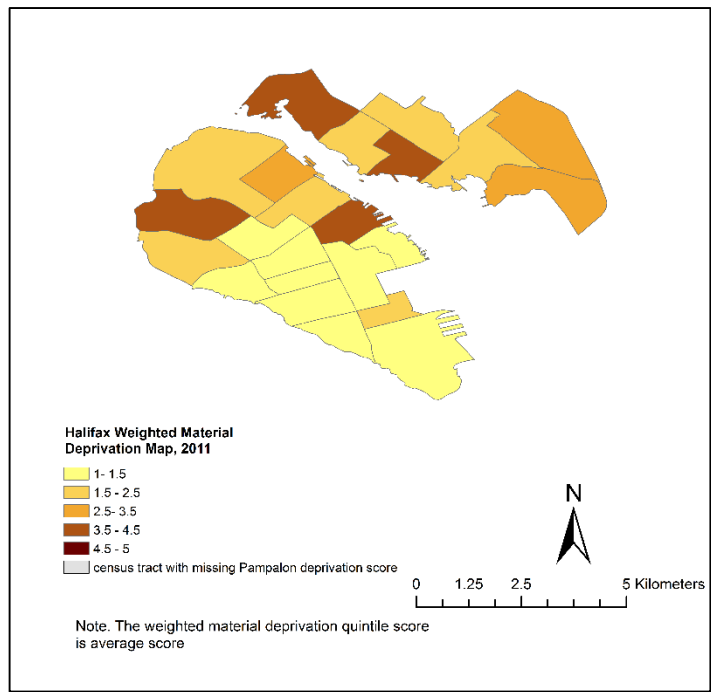 Halifax Weighted Material
Deprivation Map, 2011
1- 1.5
1.5 - 2.5
2.5- 3.5
3.5 - 4.5
4.5 - 5
census tract with missing Pampalon deprivation score
N
0 1.25 2.5 5 Kilometers
Note. The weighted material deprivation quintile score
is average score